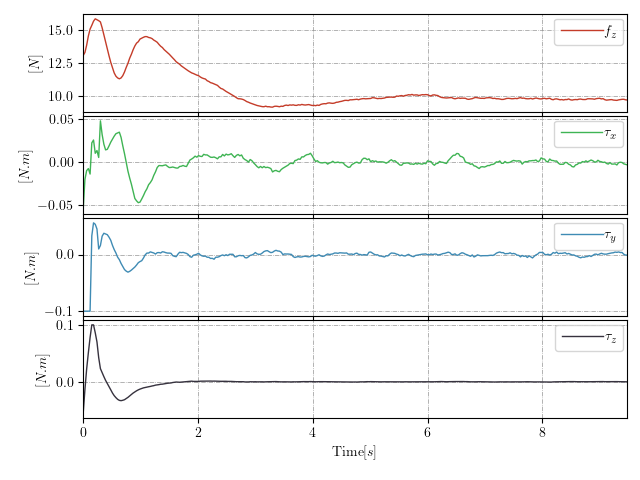 15.0
12.5
10.0
[N]
f_z
0.05
0.00
−0.05
[N.m]
τ_x
0.0
−0.1
[N.m]
τ_y
0.1
0.0
[N.m]
τ_z
0 2 4 6 8
Time[s]